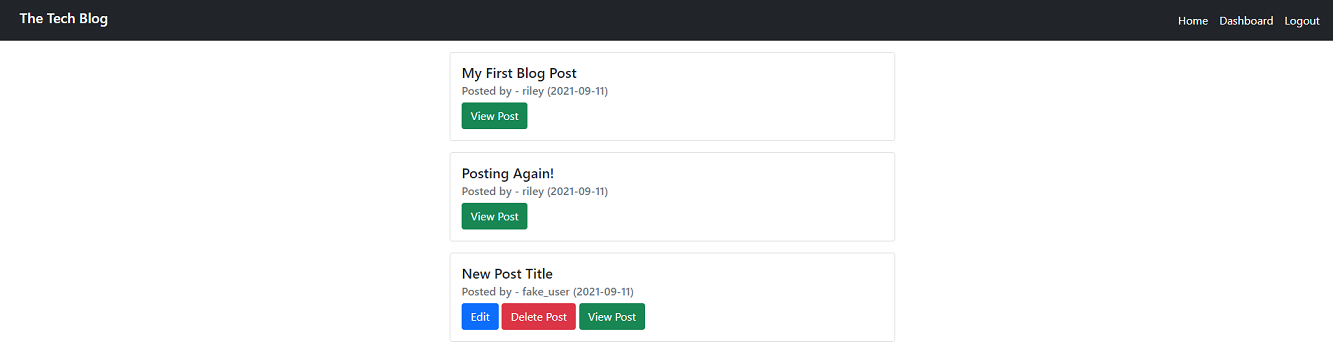 The Tech Blog
Home Dashboard Logout
My First Blog Post
Posted by - riley (2021-09-11)
View Post
Posting Again!
Posted by - riley (2021-09-11)
View Post
New Post Title
Posted by - fake_user (2021-09-11)
Edit Delete Post View Post